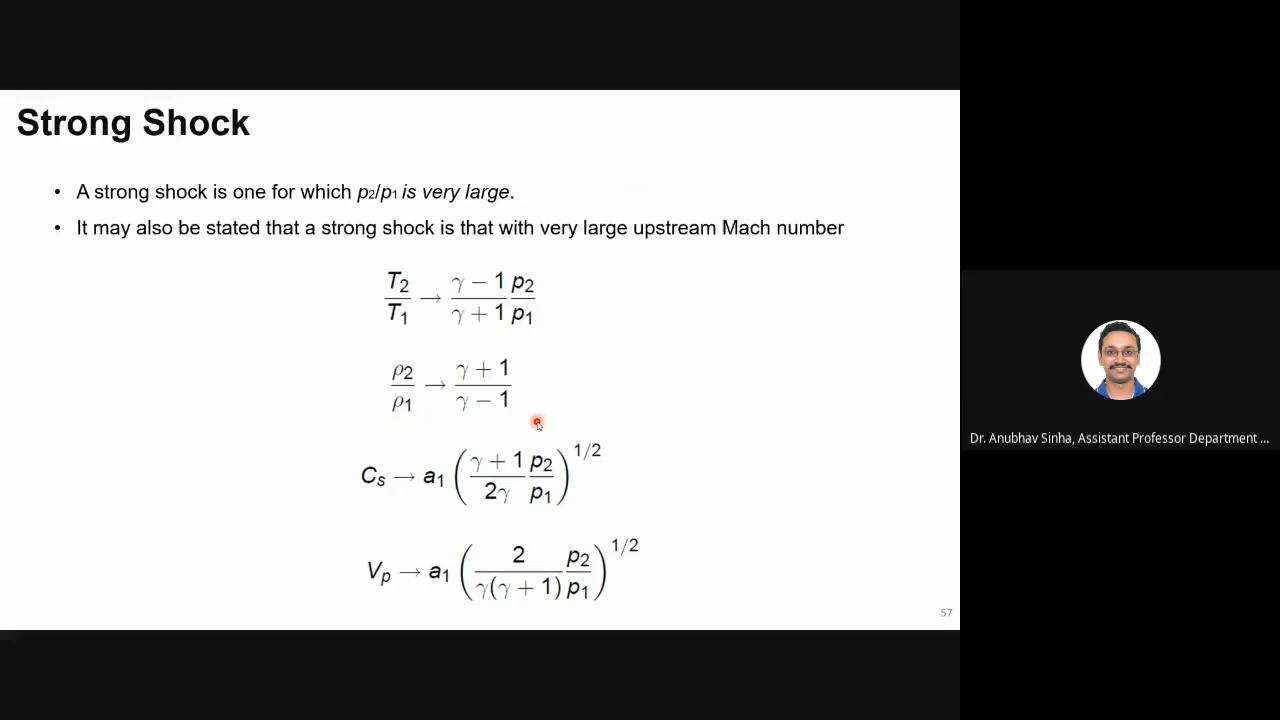 Strong Shock
• A strong shock is one for which p2/p1 is very large.
• It may also be stated that a strong shock is that with very large upstream Mach number
T₂/T₁ → (γ − 1)/(γ + 1) p₂/p₁
ρ₂/ρ₁ → (γ + 1)/(γ − 1)
Cₛ → a₁ ((γ + 1)/(2γ) p₂/p₁)^1/2
Vₚ → a₁ (2/(γ(γ + 1)) p₂/p₁)^1/2
57
Dr. Anubhav Sinha, Assistant Professor Department ...